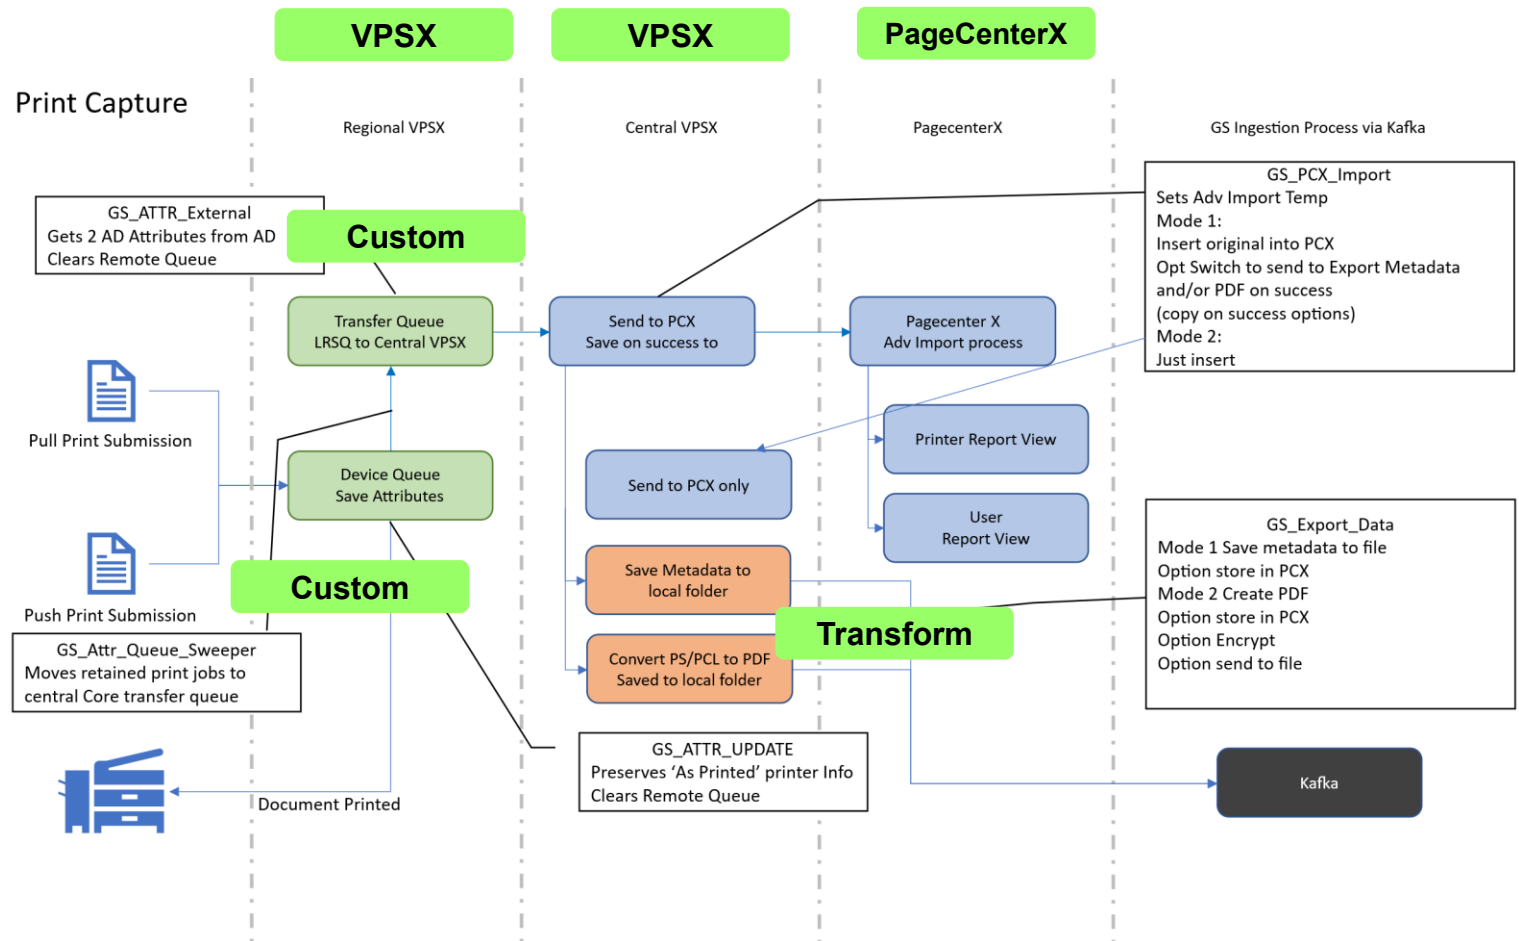 VPSX
VPSX
PageCenterX
Print Capture
Regional VPSX
Central VPSX
PagecenterX
GS Ingestion Process via Kafka
GS_ATTR_External
Gets 2 AD Attributes from AD
Clears Remote Queue
Custom
GS_PCX_Import
Sets Adv Import Temp
Mode 1:
Insert original into PCX
Opt Switch to send to Export Metadata
and/or PDF on success
(copy on success options)
Mode 2:
Just insert
Transfer Queue
LRSQ to Central VPSX
Send to PCX
Save on success to
Pagecenter X
Adv Import process
Pull Print Submission
Printer Report View
Device Queue
Save Attributes
Send to PCX only
User
Report View
GS_Export_Data
Mode 1 Save metadata to file
Option store in PCX
Mode 2 Create PDF
Option store in PCX
Option Encrypt
Option send to file
Custom
Save Metadata to
local folder
Push Print Submission
Transform
GS_Attr_Queue_Sweeper
Moves retained print jobs to
central Core transfer queue
Convert PS/PCL to PDF
Saved to local folder
GS_ATTR_UPDATE
Preserves ‘As Printed’ printer Info
Clears Remote Queue
Kafka
Document Printed